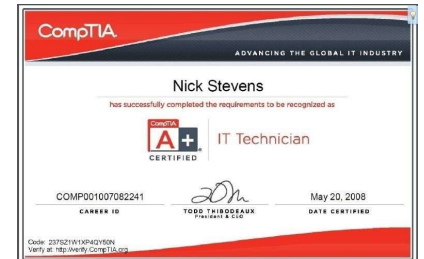 CompTIA.
ADVANCING THE GLOBAL IT INDUSTRY
Nick Stevens
has successfully completed the requirements to be recognized as
CompTIA
A+
CERTIFIED
IT Technician
COMP001007082241
CAREER ID
TODD THIBODEAUX
President & CEO
May 20, 2008
DATE CERTIFIED
Code: 237SZ1W1XP4QY50N
Verify at: http://verify.CompTIA.org